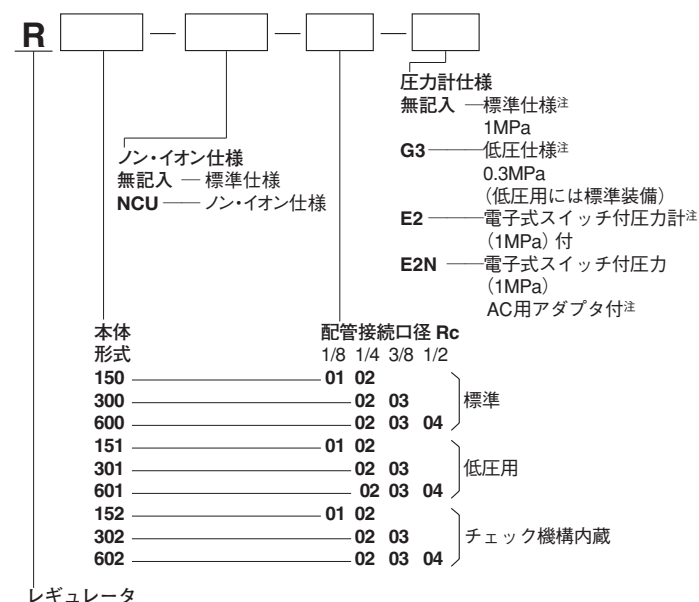 R
圧力計仕様
無記入 ―標準仕様注
1MPa
G3――低圧仕様注
0.3MPa
(低圧用には標準装備)
E2――電子式スイッチ付圧力計注
(1MPa)付
E2N――電子式スイッチ付圧力
(1MPa)
AC用アダプタ付注
ノン・イオン仕様
無記入 ― 標準仕様
NCU―― ノン・イオン仕様
本体 配管接続口径 Rc
形式 1/8 1/4 3/8 1/2
150 01 02
300 02 03 標準
600 02 03 04
151 01 02
301 02 03 低圧用
601 02 03 04
152 01 02
302 02 03 チェック機構内蔵
602 02 03 04
レギュレータ